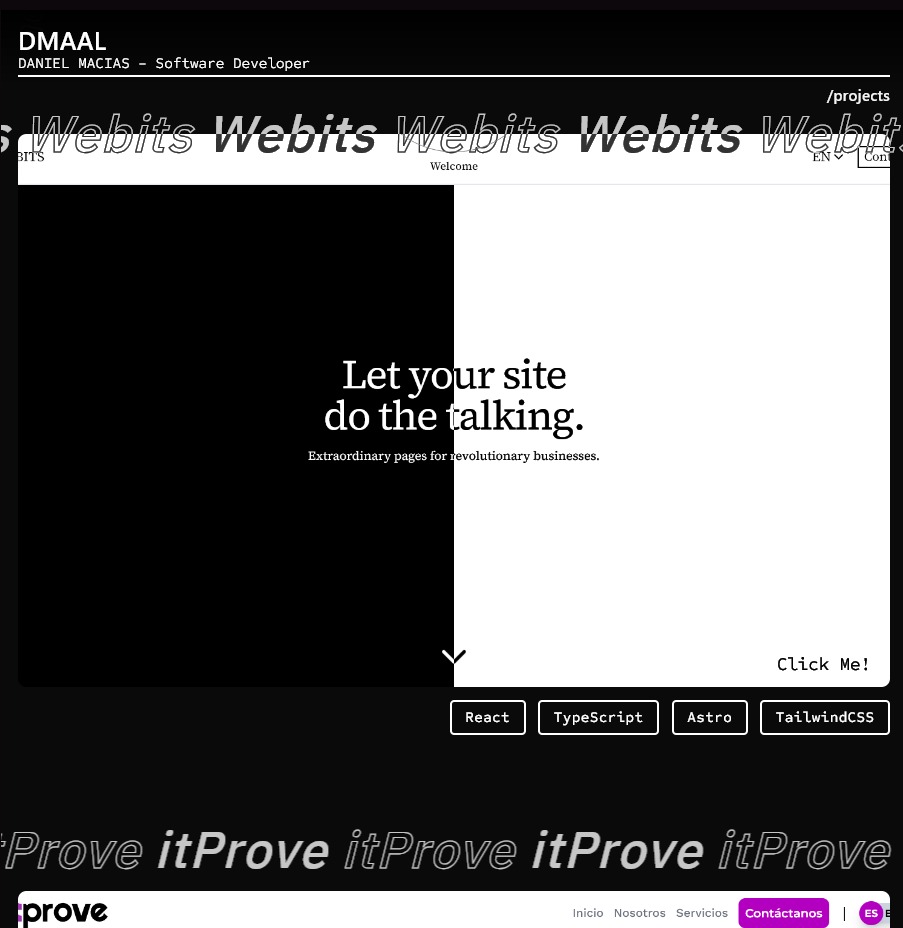 DMAAL
DANIEL MACIAS - Software Developer
/projects
s Webits Webits Webits Webits Webits
BITS
Welcome
EN
Let your site
do the talking.
Extraordinary pages for revolutionary businesses.
Click Me!
React TypeScript Astro TailwindCSS
itProve itProve itProve itProve itProve
prove
Inicio Nosotros Servicios Contáctanos | ES